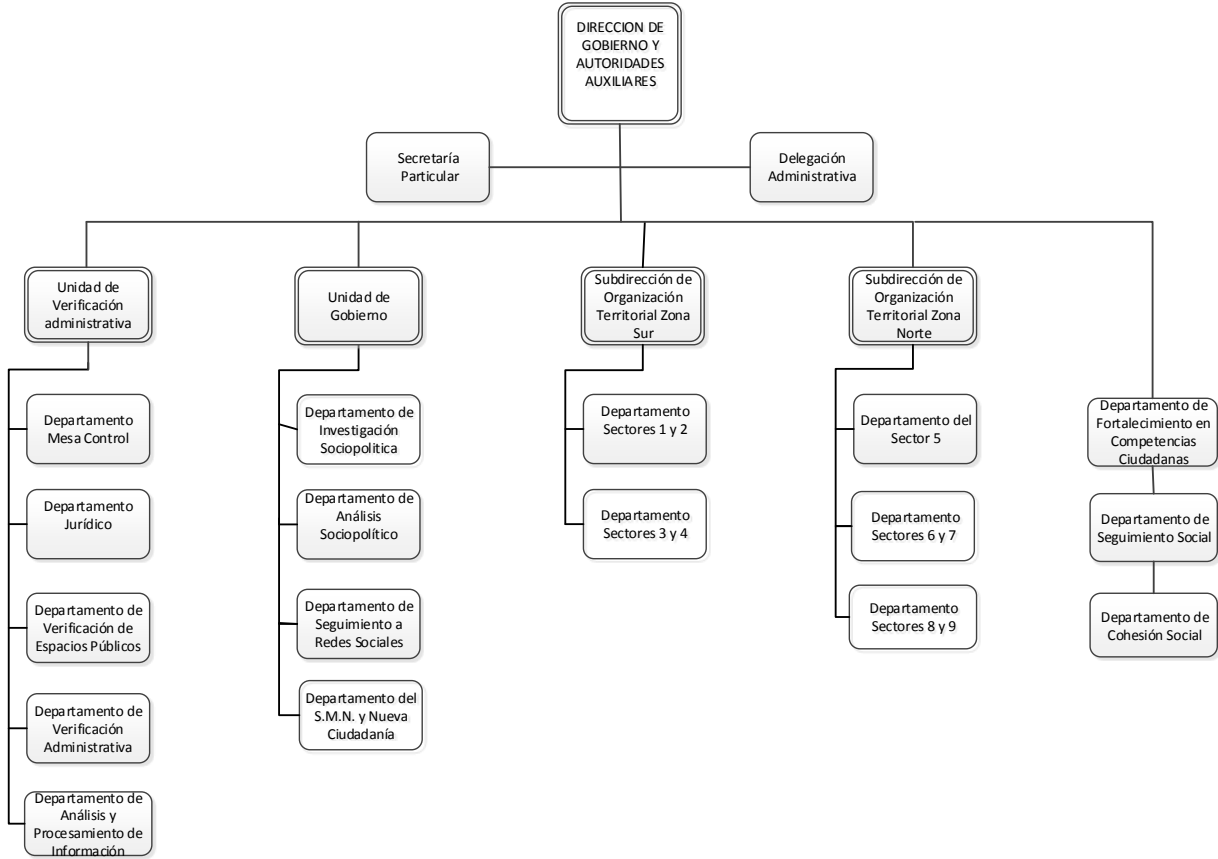 DIRECCION DE
GOBIERNO Y
AUTORIDADES
AUXILIARES
Secretaría
Particular
Delegación
Administrativa
Unidad de
Verificación
administrativa
Unidad de
Gobierno
Subdirección de
Organización
Territorial Zona
Sur
Subdirección de
Organización
Territorial Zona
Norte
Departamento
Mesa Control
Departamento
Jurídico
Departamento de
Verificación de
Espacios Públicos
Departamento de
Verificación
Administrativa
Departamento de
Análisis y
Procesamiento de
Información
Departamento de
Investigación
Sociopolitica
Departamento de
Análisis
Sociopolítico
Departamento de
Seguimiento a
Redes Sociales
Departamento del
S.M.N. y Nueva
Ciudadanía
Departamento
Sectores 1 y 2
Departamento
Sectores 3 y 4
Departamento del
Sector 5
Departamento
Sectores 6 y 7
Departamento
Sectores 8 y 9
Departamento de
Fortalecimiento en
Competencias
Ciudadanas
Departamento de
Seguimiento Social
Departamento de
Cohesión Social